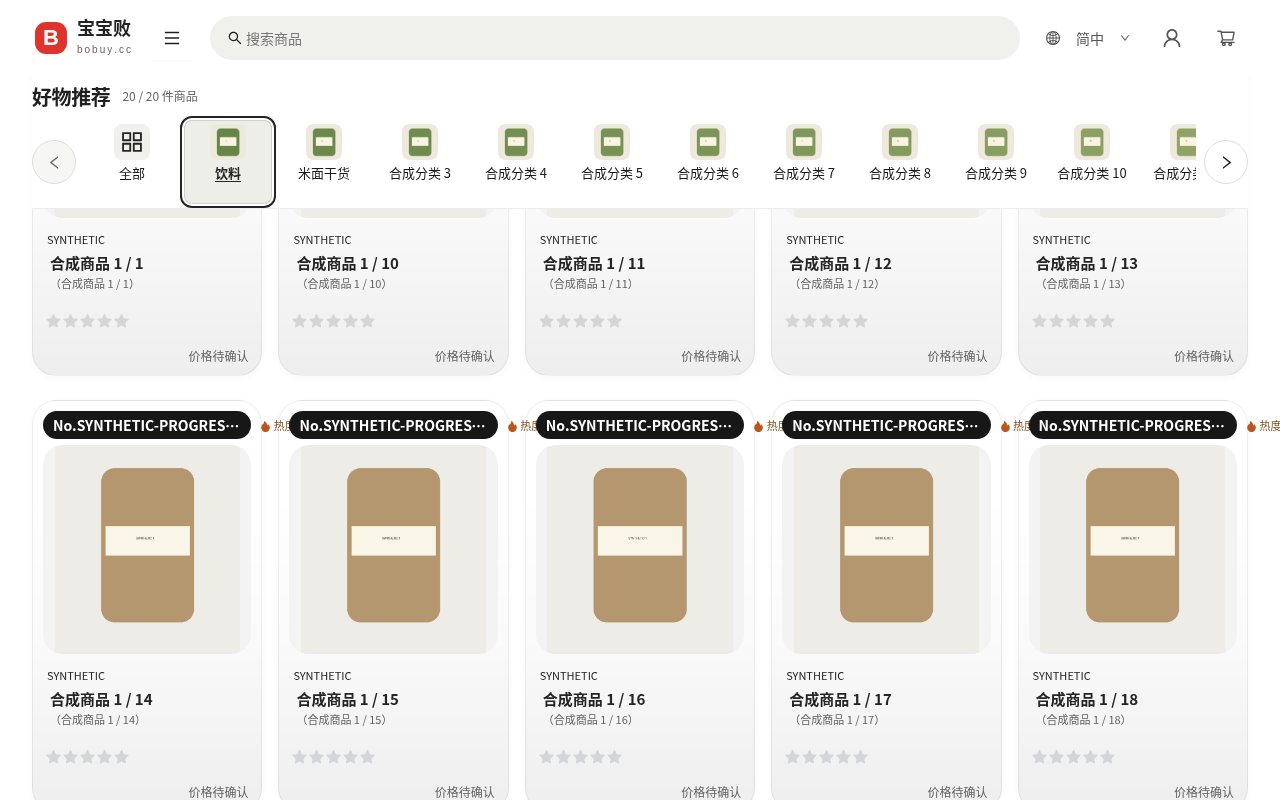 B 宝宝败
bobuy.cc
搜索商品
简中
好物推荐 20 / 20 件商品
全部 饮料 米面干货 合成分类 3 合成分类 4 合成分类 5 合成分类 6 合成分类 7 合成分类 8 合成分类 9 合成分类 10 合成分
SYNTHETIC SYNTHETIC SYNTHETIC SYNTHETIC SYNTHETIC
合成商品 1 / 1 合成商品 1 / 10 合成商品 1 / 11 合成商品 1 / 12 合成商品 1 / 13
（合成商品 1 / 1） （合成商品 1 / 10） （合成商品 1 / 11） （合成商品 1 / 12） （合成商品 1 / 13）
价格待确认 价格待确认 价格待确认 价格待确认 价格待确认
No.SYNTHETIC-PROGRES… 热度 No.SYNTHETIC-PROGRES… 热度 No.SYNTHETIC-PROGRES… 热度 No.SYNTHETIC-PROGRES… 热度 No.SYNTHETIC-PROGRES… 热度
SYNTHETIC SYNTHETIC SYNTHETIC SYNTHETIC SYNTHETIC
合成商品 1 / 14 合成商品 1 / 15 合成商品 1 / 16 合成商品 1 / 17 合成商品 1 / 18
（合成商品 1 / 14） （合成商品 1 / 15） （合成商品 1 / 16） （合成商品 1 / 17） （合成商品 1 / 18）
价格待确认 价格待确认 价格待确认 价格待确认 价格待确认